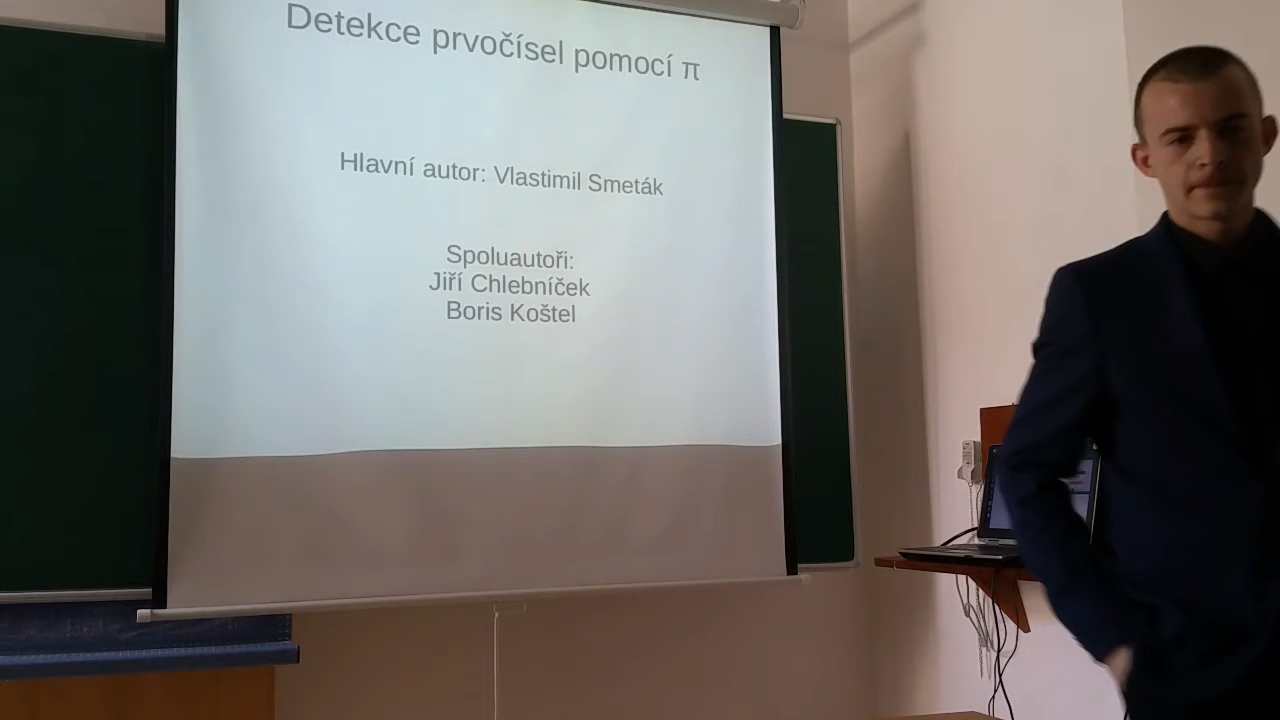 Detekce prvočísel pomocí π
Hlavní autor: Vlastimil Smeták
Spoluautoři:
Jiří Chlebníček
Boris Koštel